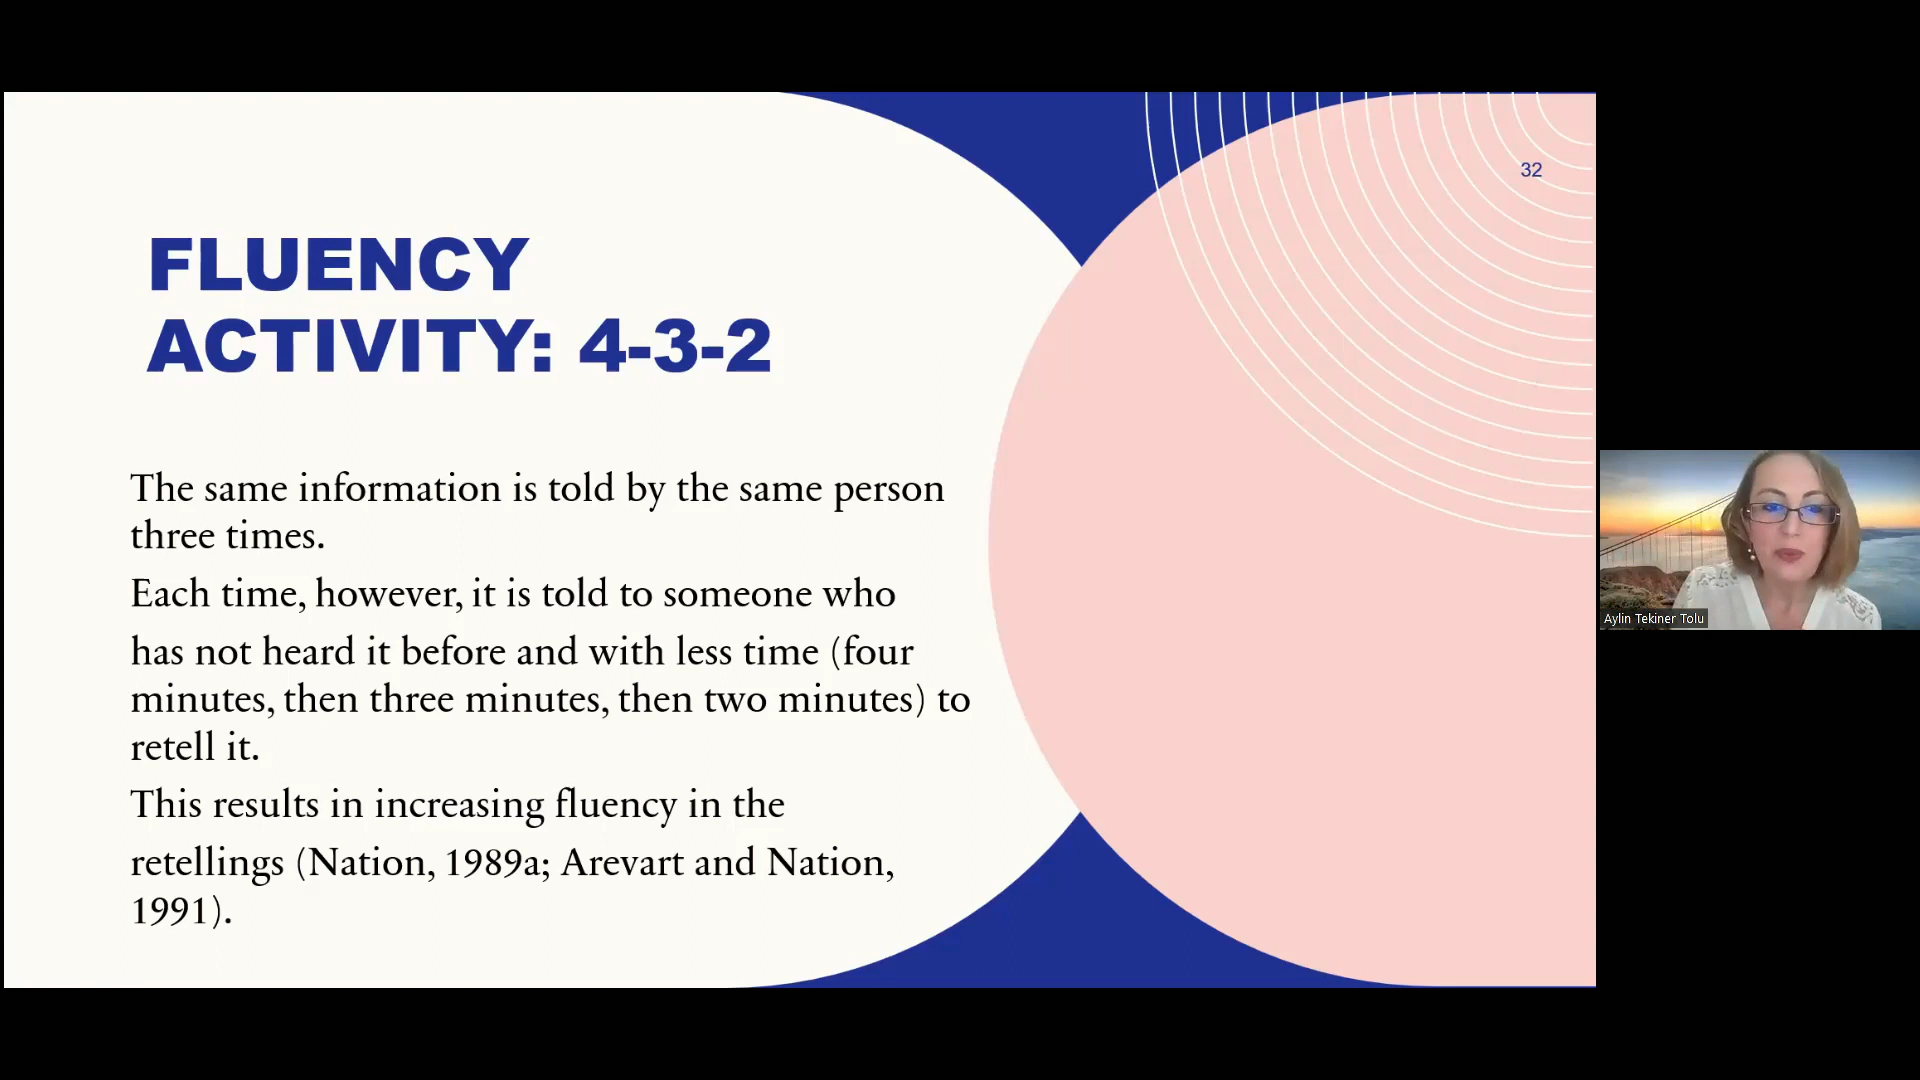 32
FLUENCY
ACTIVITY: 4-3-2
The same information is told by the same person
three times.
Each time, however, it is told to someone who
has not heard it before and with less time (four
minutes, then three minutes, then two minutes) to
retell it.
This results in increasing fluency in the
retellings (Nation, 1989a; Arevart and Nation,
1991).
Aylin Tekiner Tolu